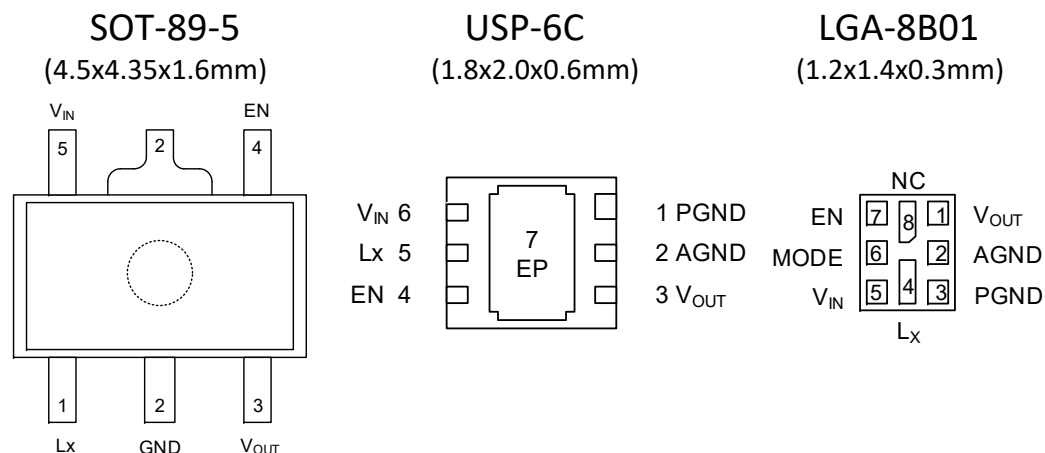 SOT-89-5
(4.5x4.35x1.6mm)
VIN
EN
5
2
4
1
2
3
Lx
GND
VOUT
USP-6C
(1.8x2.0x0.6mm)
VIN 6
Lx 5
EN 4
7
EP
1 PGND
2 AGND
3 VOUT
LGA-8B01
(1.2x1.4x0.3mm)
NC
EN 7 8 1 VOUT
MODE 6 2 AGND
VIN 5 4 3 PGND
LX